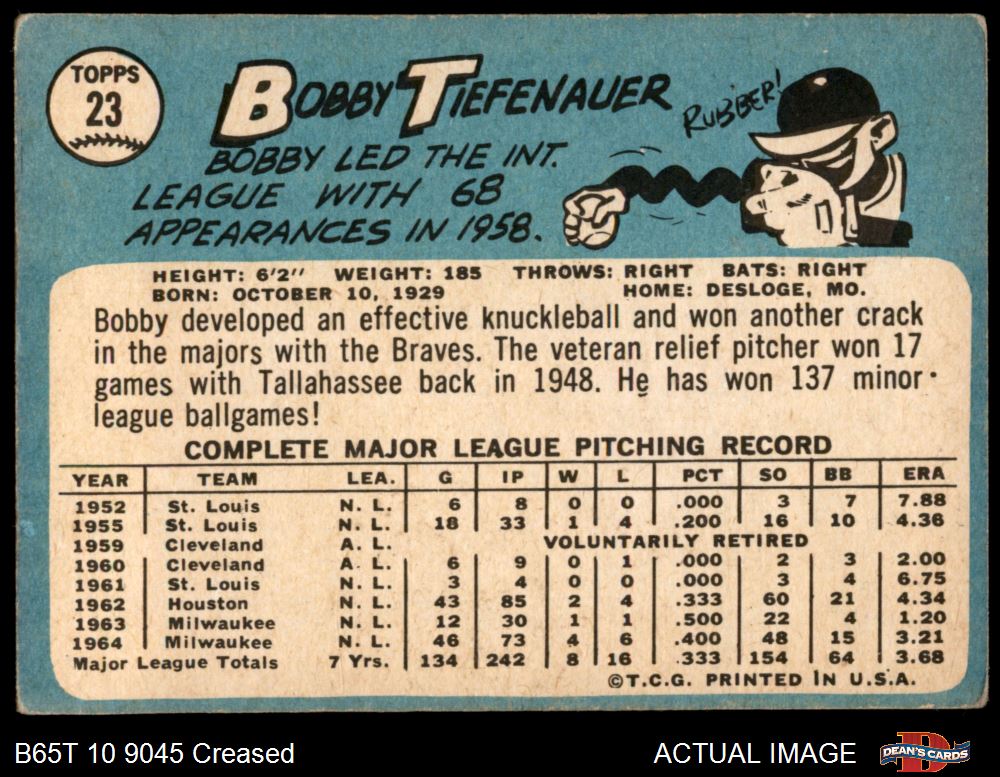 TOPPS
23
BOBBY TIEFENAUER
RUBBER!
BOBBY LED THE INT.
LEAGUE WITH 68
APPEARANCES IN 1958.
HEIGHT: 6'2" WEIGHT: 185 THROWS: RIGHT BATS: RIGHT
BORN: OCTOBER 10, 1929 HOME: DESLOGE, MO.
Bobby developed an effective knuckleball and won another crack
in the majors with the Braves. The veteran relief pitcher won 17
games with Tallahassee back in 1948. He has won 137 minor-
league ballgames!
COMPLETE MAJOR LEAGUE PITCHING RECORD
YEAR TEAM LEA. G IP W L PCT SO BB ERA
1952 St. Louis N. L. 6 8 0 0 .000 3 7 7.88
1955 St. Louis N. L. 18 33 1 4 .200 16 10 4.36
1959 Cleveland A. L. VOLUNTARILY RETIRED
1960 Cleveland A. L. 6 9 0 1 .000 2 3 2.00
1961 St. Louis N. L. 3 4 0 0 .000 3 4 6.75
1962 Houston N. L. 43 85 2 4 .333 60 21 4.34
1963 Milwaukee N. L. 12 30 1 1 .500 22 4 1.20
1964 Milwaukee N. L. 46 73 4 6 .400 48 15 3.21
Major League Totals 7 Yrs. 134 242 8 16 .333 154 64 3.68
©T.C.G. PRINTED IN U.S.A.
B65T 10 9045 Creased
ACTUAL IMAGE
DEAN'S CARDS